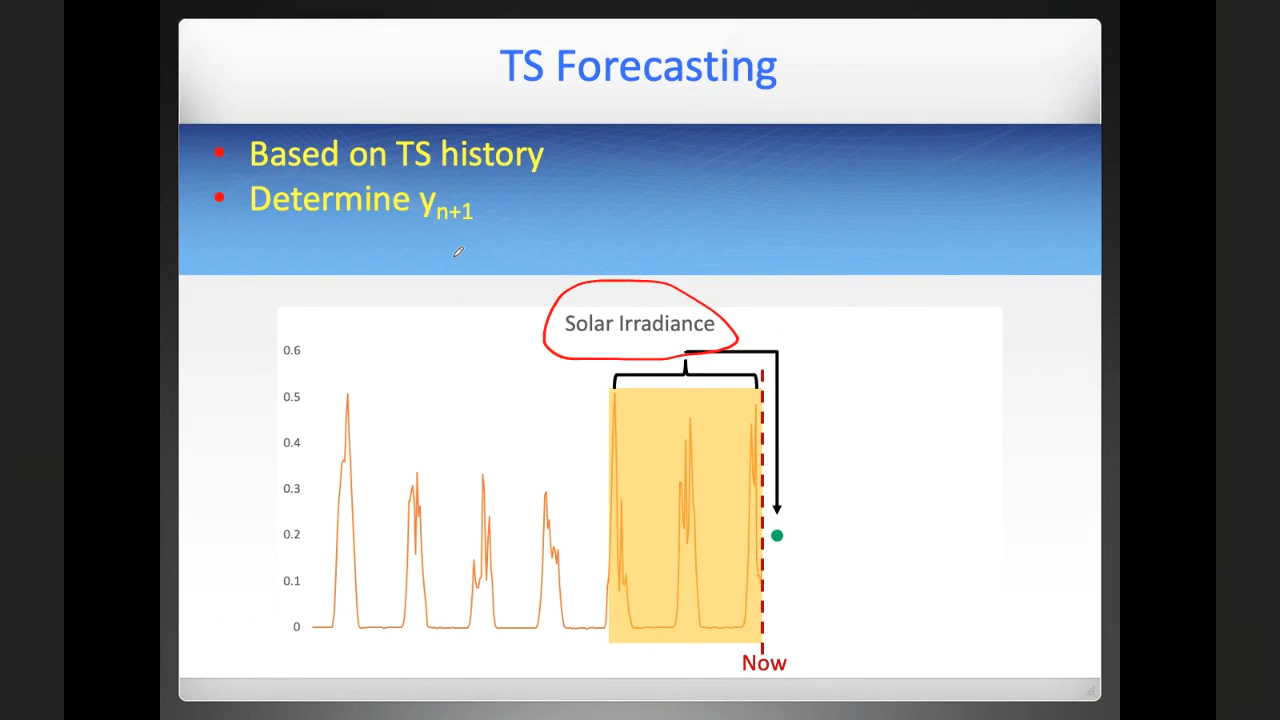 TS Forecasting
• Based on TS history
• Determine yn+1
Solar Irradiance
0.6
0.5
0.4
0.3
0.2
0.1
0
Now